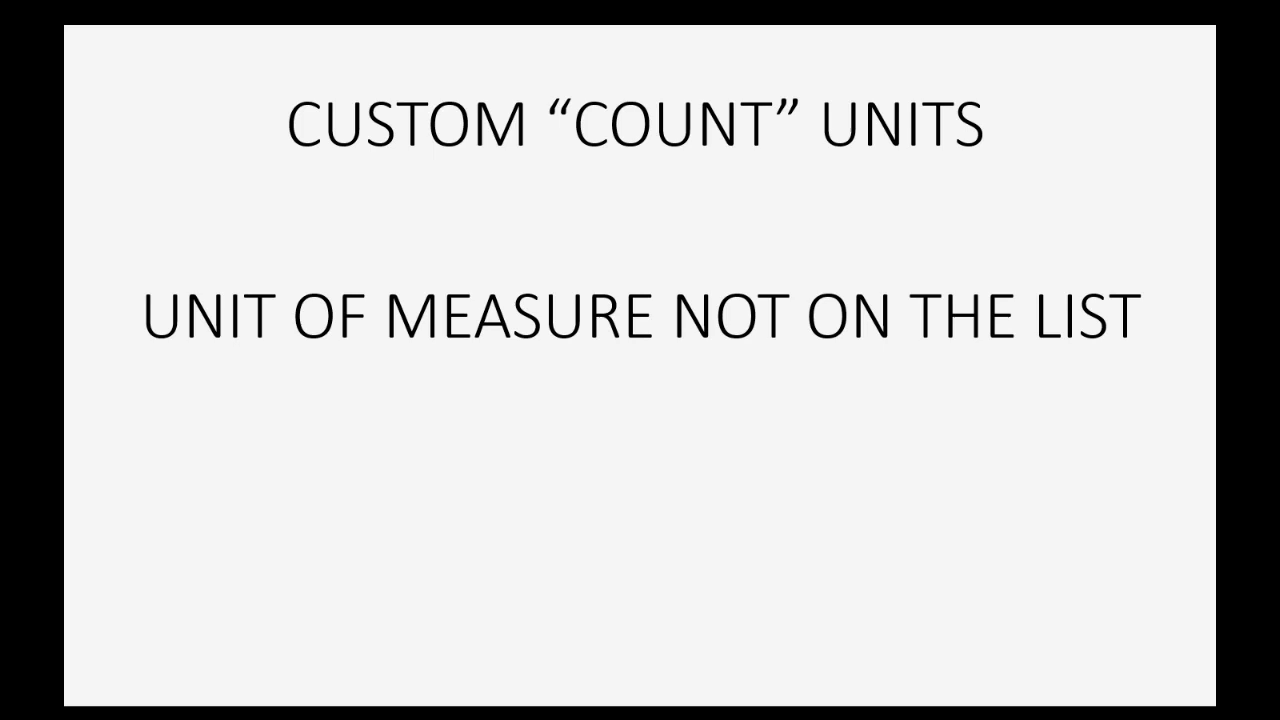 CUSTOM “COUNT” UNITS
UNIT OF MEASURE NOT ON THE LIST